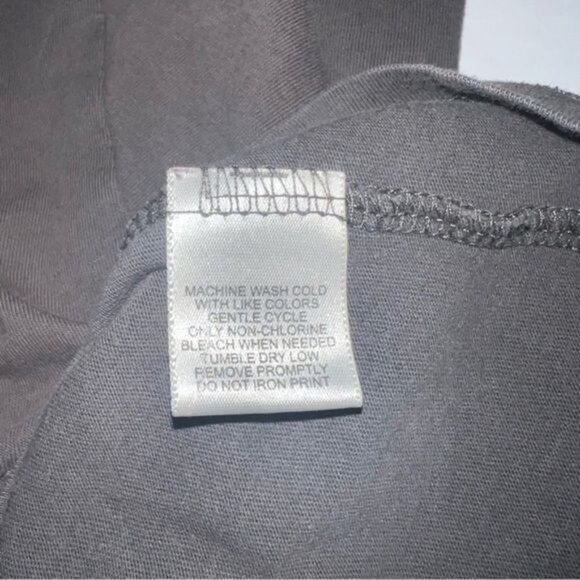 MACHINE WASH COLD
WITH LIKE COLORS
GENTLE CYCLE
ONLY NON-CHLORINE
BLEACH WHEN NEEDED
TUMBLE DRY LOW
REMOVE PROMPTLY
DO NOT IRON PRINT